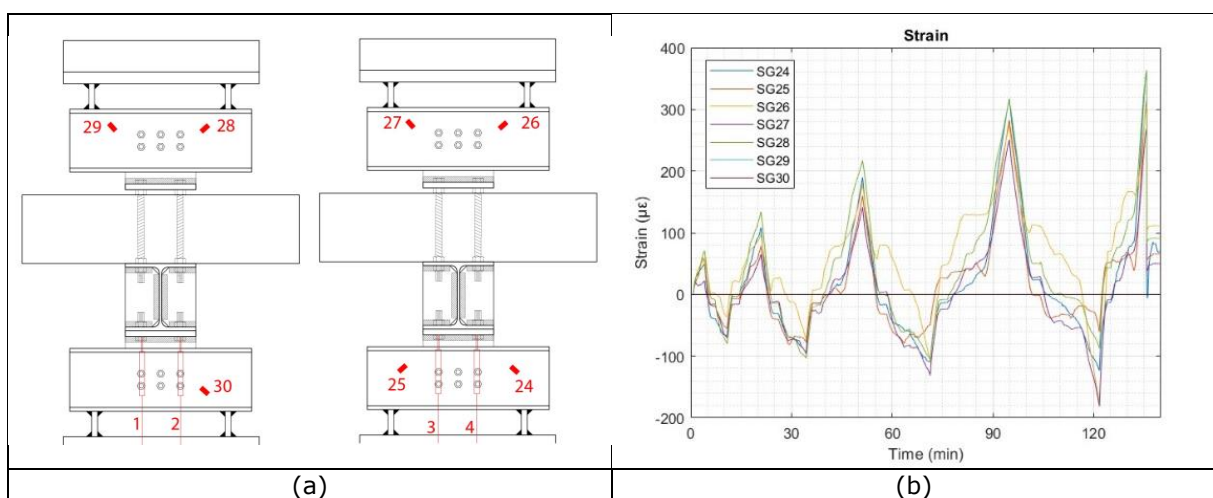 29
28
27
26
30
25
24
1
2
3
4
Strain
400
300
200
100
0
-100
-200
Strain (με)
SG24
SG25
SG26
SG27
SG28
SG29
SG30
0
30
60
90
120
Time (min)
(a)
(b)